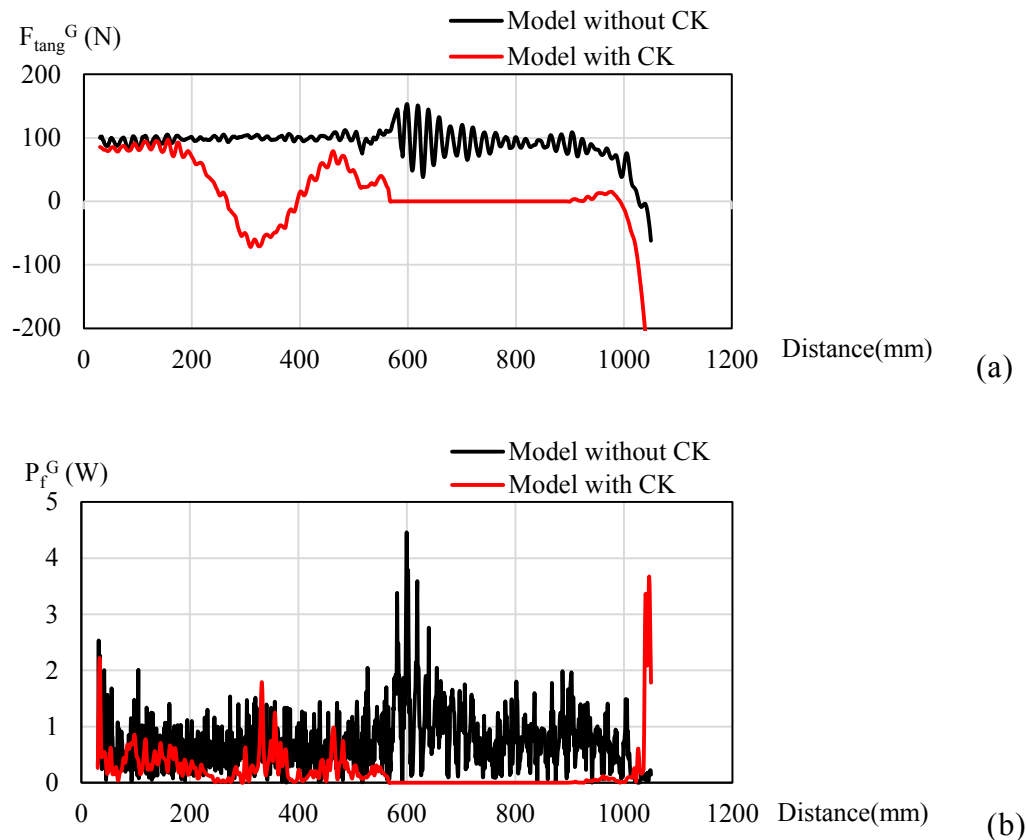 Model without CK
F_tang^G (N)
Model with CK
200
100
0
-100
-200
0 200 400 600 800 1000 1200
Distance(mm)
(a)
Model without CK
P_f^G (W)
Model with CK
5
4
3
2
1
0
0 200 400 600 800 1000 1200
Distance(mm)
(b)